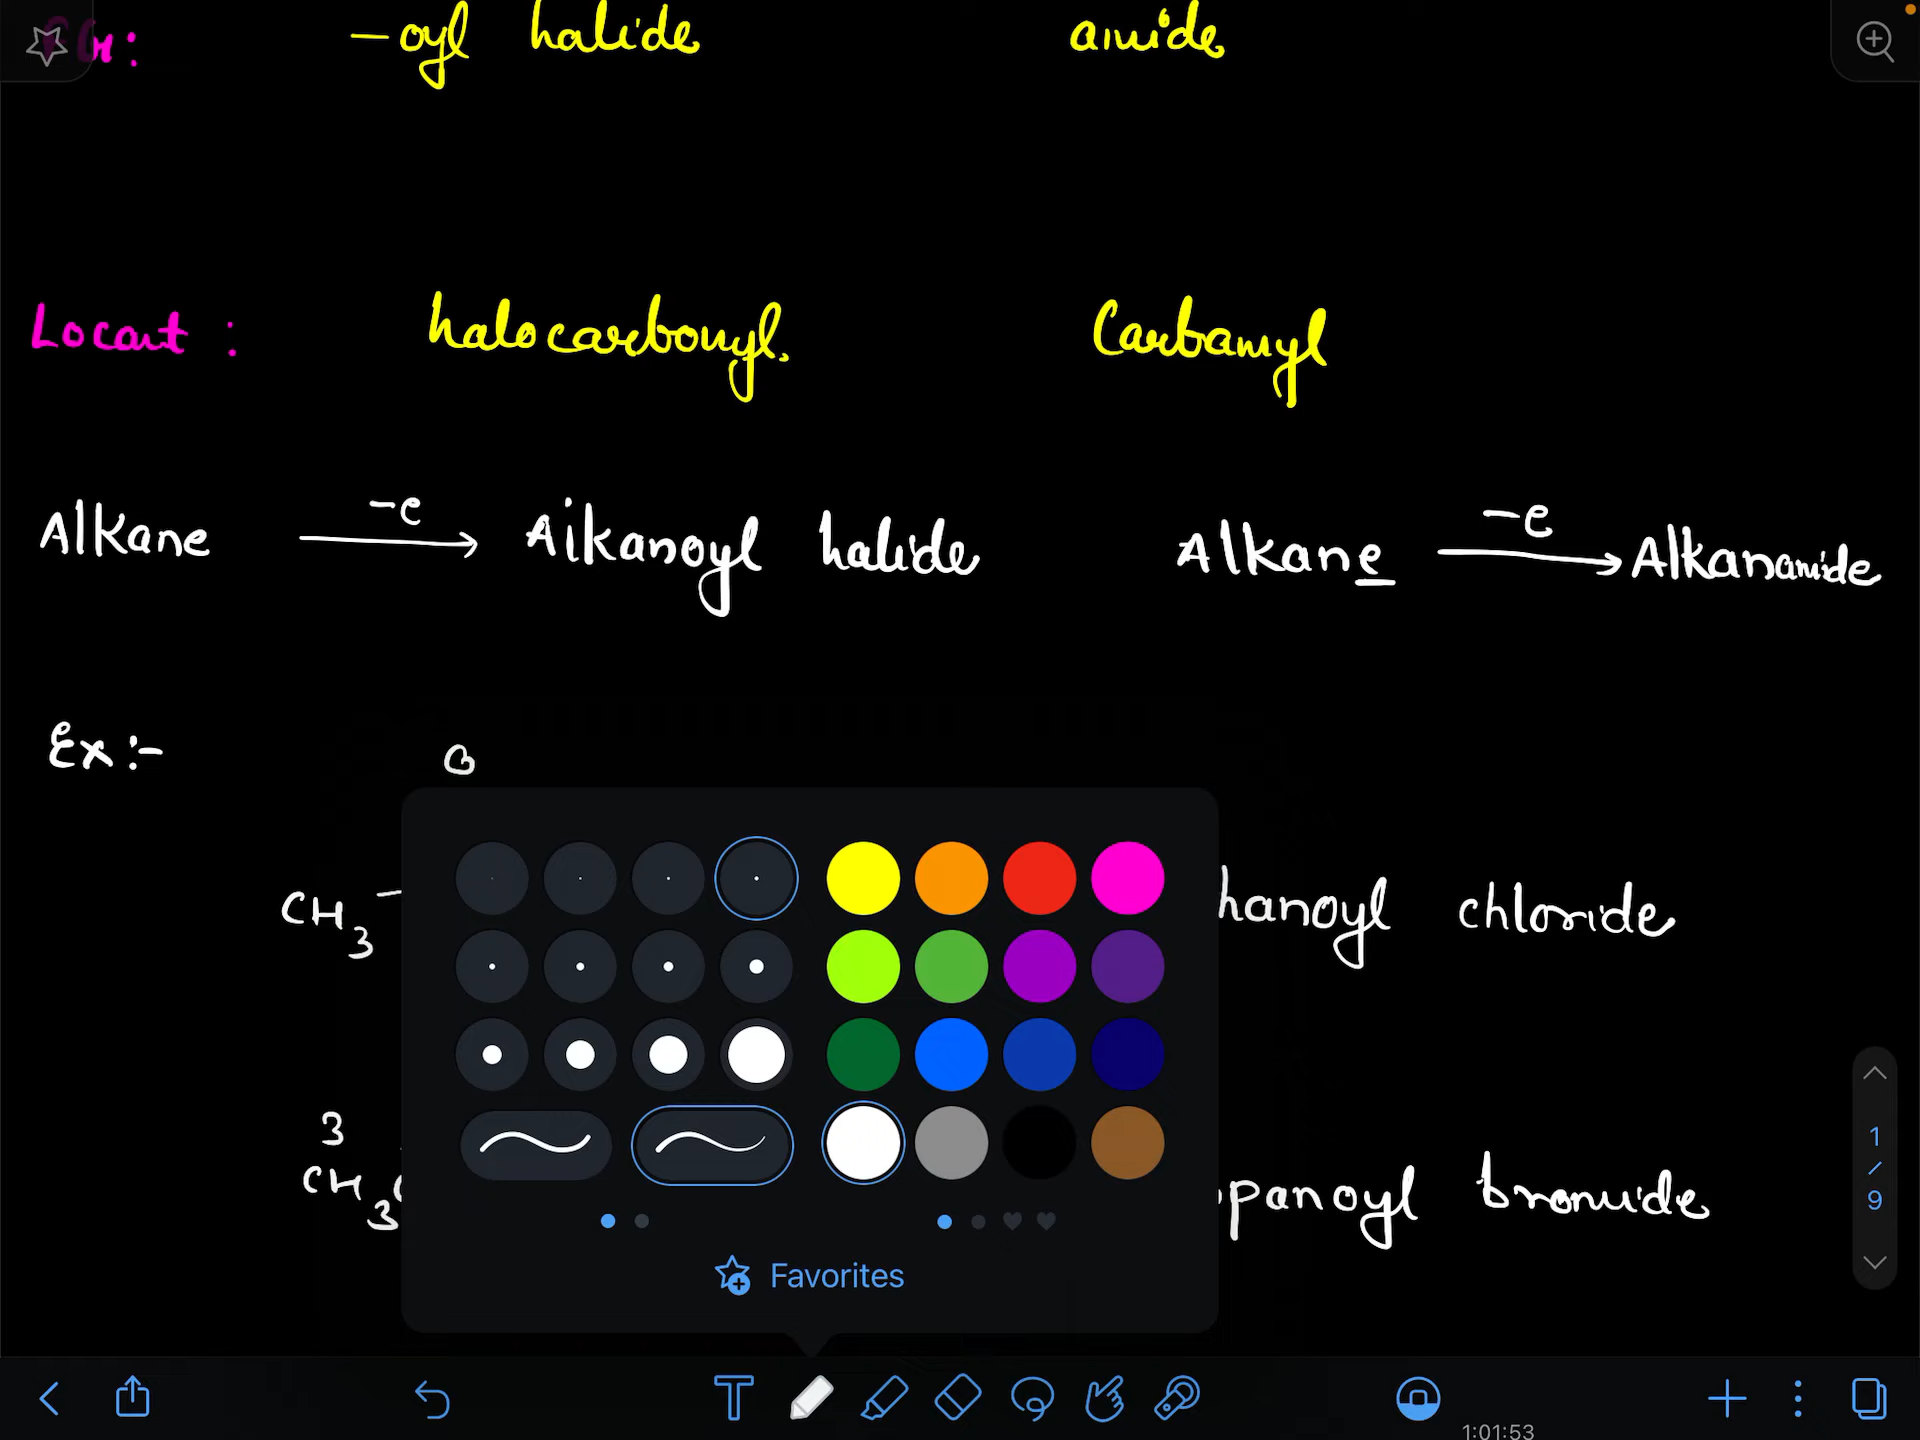 -oyl halide amide
Locant : halocarbonyl. Carbamyl
Alkane -e → Alkanoyl halide Alkane -e → Alkanamide
Ex :-
O
CH3 - hanoyl chloride
3
CH3 panoyl bromide
1
/
9
Favorites
1:01:53